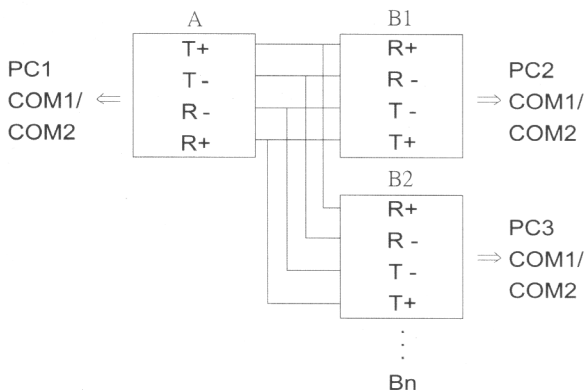 A
B1
PC1
COM1/
COM2
⇐
T+
T -
R -
R+
R+
R -
T -
T+
⇒
PC2
COM1/
COM2
B2
R+
R -
T -
T+
⇒
PC3
COM1/
COM2
Bn